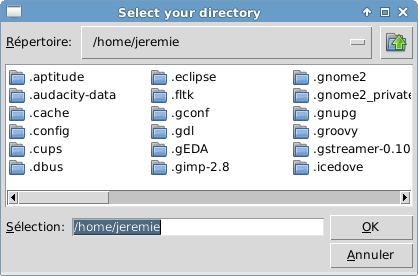 Select your directory
Répertoire: /home/jeremie
.aptitude .eclipse .gnome2
.audacity-data .fltk .gnome2_private
.cache .gconf .gnupg
.config .gdl .groovy
.cups .gEDA .gstreamer-0.10
.dbus .gimp-2.8 .icedove
Sélection: /home/jeremie OK
Annuler